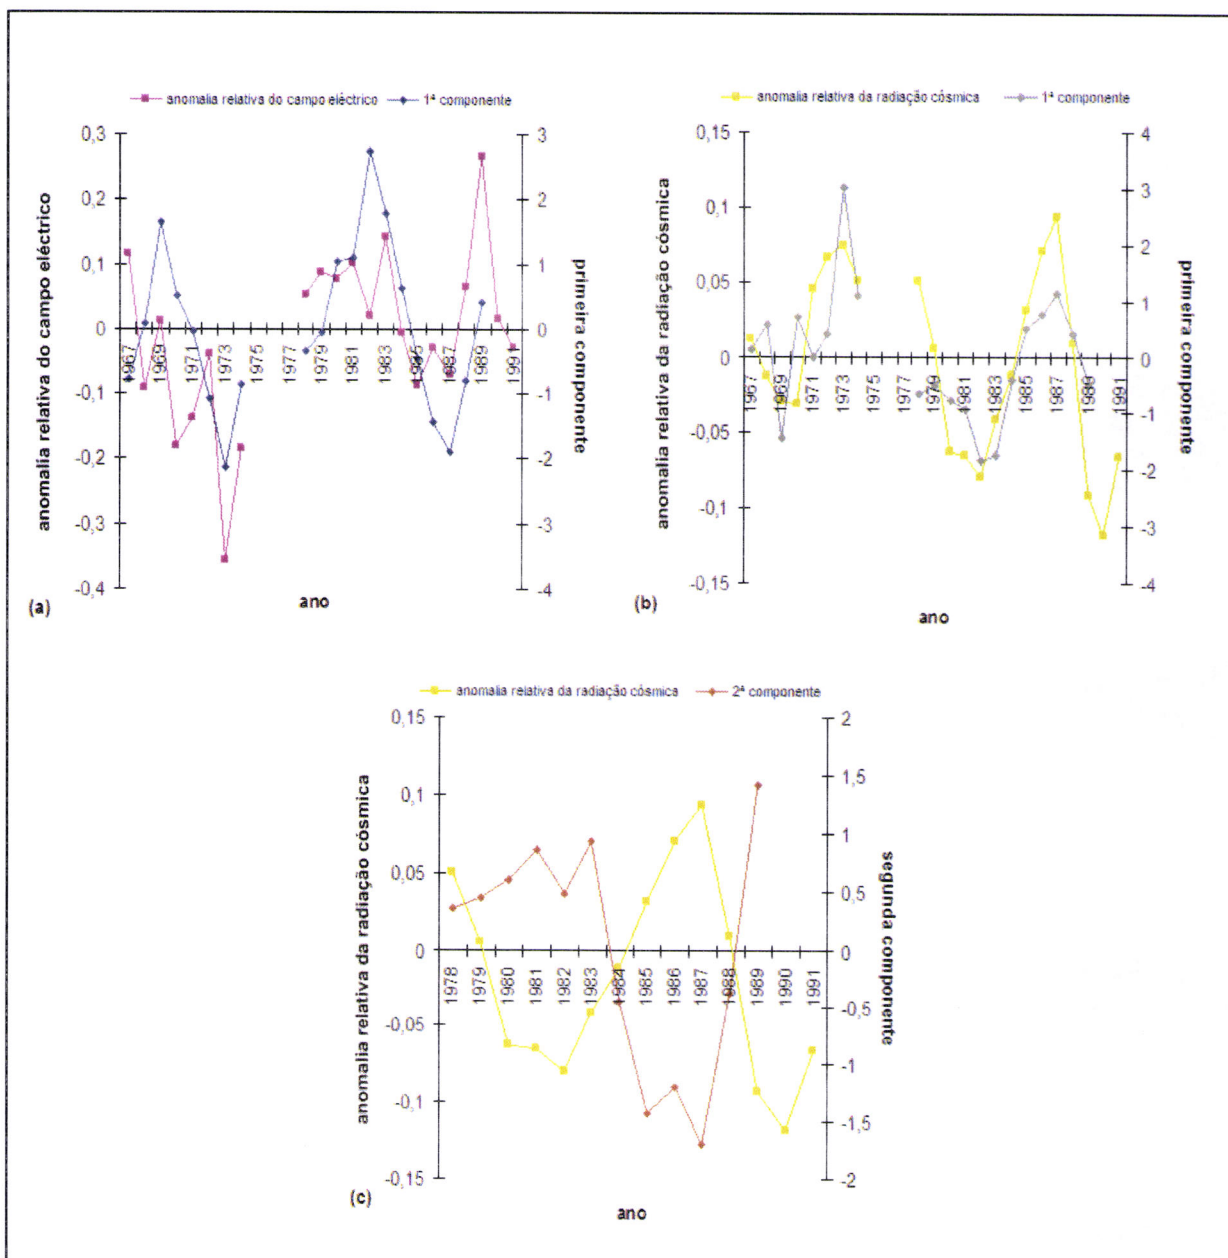 anomalia relativa do campo eléctrico 1ª componente
0,3
0,2
0,1
0
-0,1
-0,2
-0,3
-0,4
anomalia relativa do campo eléctrico
1967 1969 1971 1973 1975 1977 1979 1981 1983 1985 1987 1989 1991
3
2
1
0
-1
-2
-3
-4
primeira componente
ano
(a)
anomalia relativa da radiação cósmica 1ª componente
0,15
0,1
0,05
0
-0,05
-0,1
-0,15
anomalia relativa da radiação cósmica
1967 1969 1971 1973 1975 1977 1979 1981 1983 1985 1987 1989 1991
4
3
2
1
0
-1
-2
-3
-4
primeira componente
(b)
ano
anomalia relativa da radiação cósmica 2ª componente
0,15
0,1
0,05
0
-0,05
-0,1
-0,15
anomalia relativa da radiação cósmica
1978 1979 1980 1981 1982 1983 1984 1985 1986 1987 1988 1989 1990 1991
2
1,5
1
0,5
0
-0,5
-1
-1,5
-2
segunda componente
(c)
ano